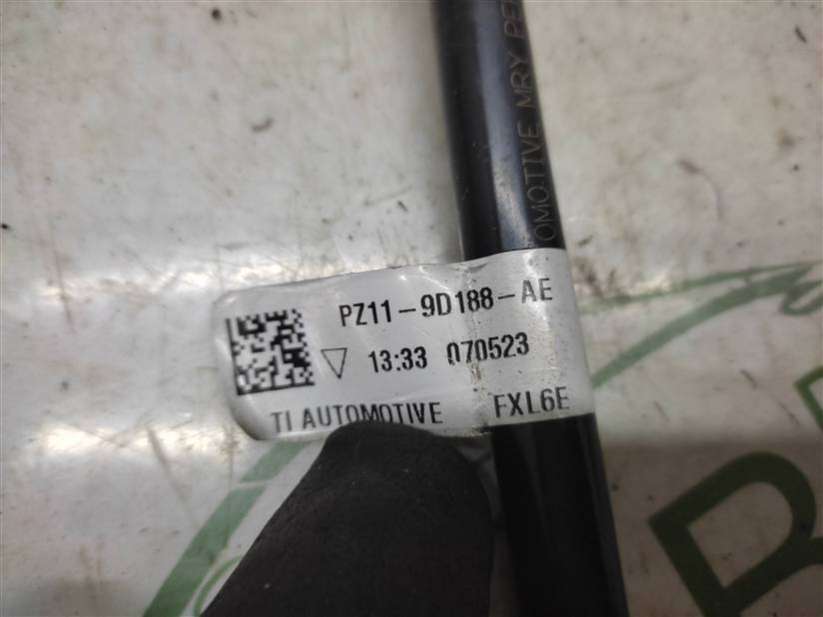 OMOTIVE MRY
PZ11-9D188-AE
▽ 13:33 070523
TI AUTOMOTIVE FXL6E